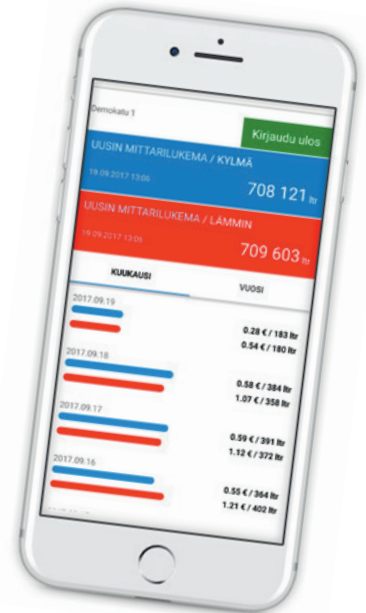 Demokatu 1
Kirjaudu ulos
UUSIN MITTARILUKEMA / KYLMÄ
19.09.2017 13:06
708 121 ltr
UUSIN MITTARILUKEMA / LÄMMIN
19.09.2017 13:06
709 603 ltr
KUUKAUSI VUOSI
2017.09.19
0.28 € / 183 ltr
0.54 € / 180 ltr
2017.09.18
0.58 € / 384 ltr
1.07 € / 358 ltr
2017.09.17
0.59 € / 391 ltr
1.12 € / 372 ltr
2017.09.16
0.55 € / 364 ltr
1.21 € / 402 ltr